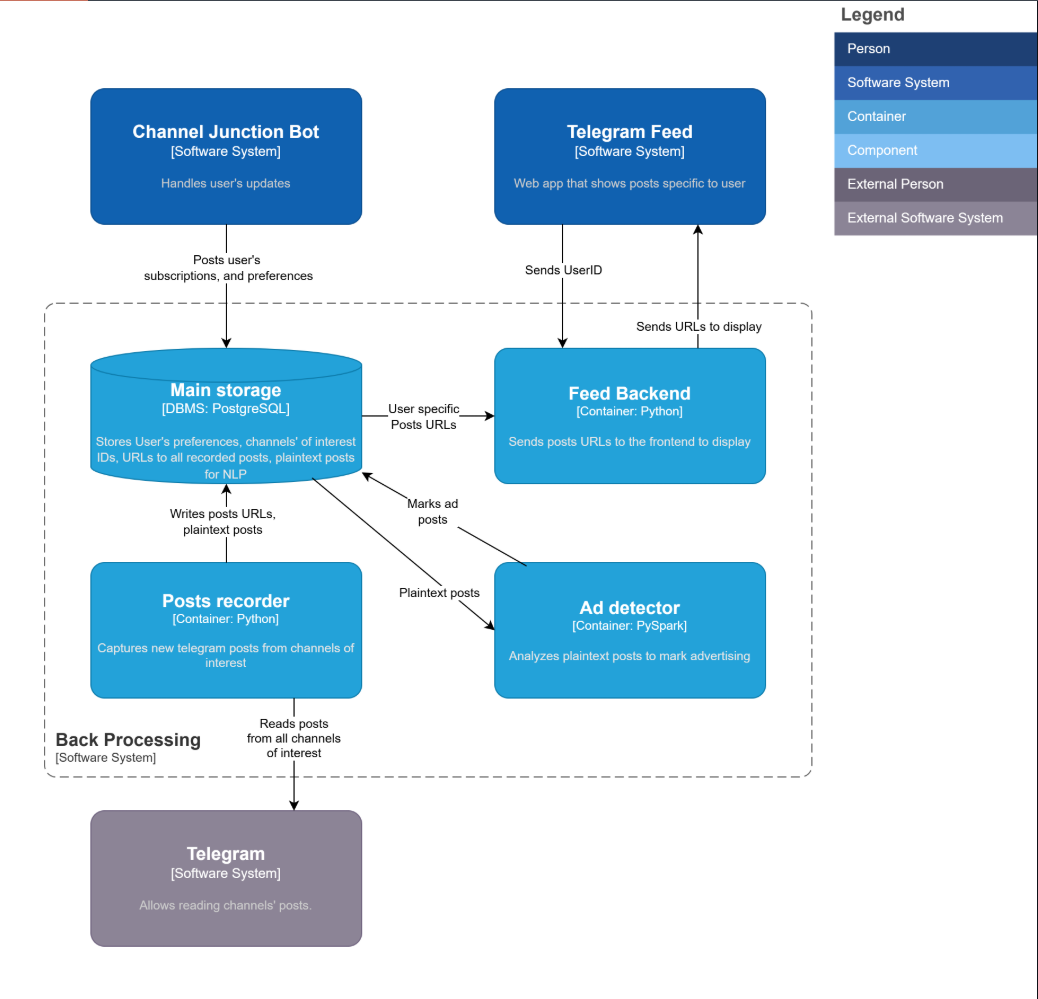 Legend
Person
Software System
Container
Component
External Person
External Software System
Channel Junction Bot
[Software System]
Handles user's updates
Telegram Feed
[Software System]
Web app that shows posts specific to user
Posts user's
subscriptions, and preferences
Sends UserID
Sends URLs to display
Main storage
[DBMS: PostgreSQL]
Stores User's preferences, channels' of interest
IDs, URLs to all recorded posts, plaintext posts
for NLP
User specific
Posts URLs
Feed Backend
[Container: Python]
Sends posts URLs to the frontend to display
Writes posts URLs,
plaintext posts
Marks ad
posts
Plaintext posts
Posts recorder
[Container: Python]
Captures new telegram posts from channels of
interest
Ad detector
[Container: PySpark]
Analyzes plaintext posts to mark advertising
Reads posts
from all channels
of interest
Back Processing
[Software System]
Telegram
[Software System]
Allows reading channels' posts.